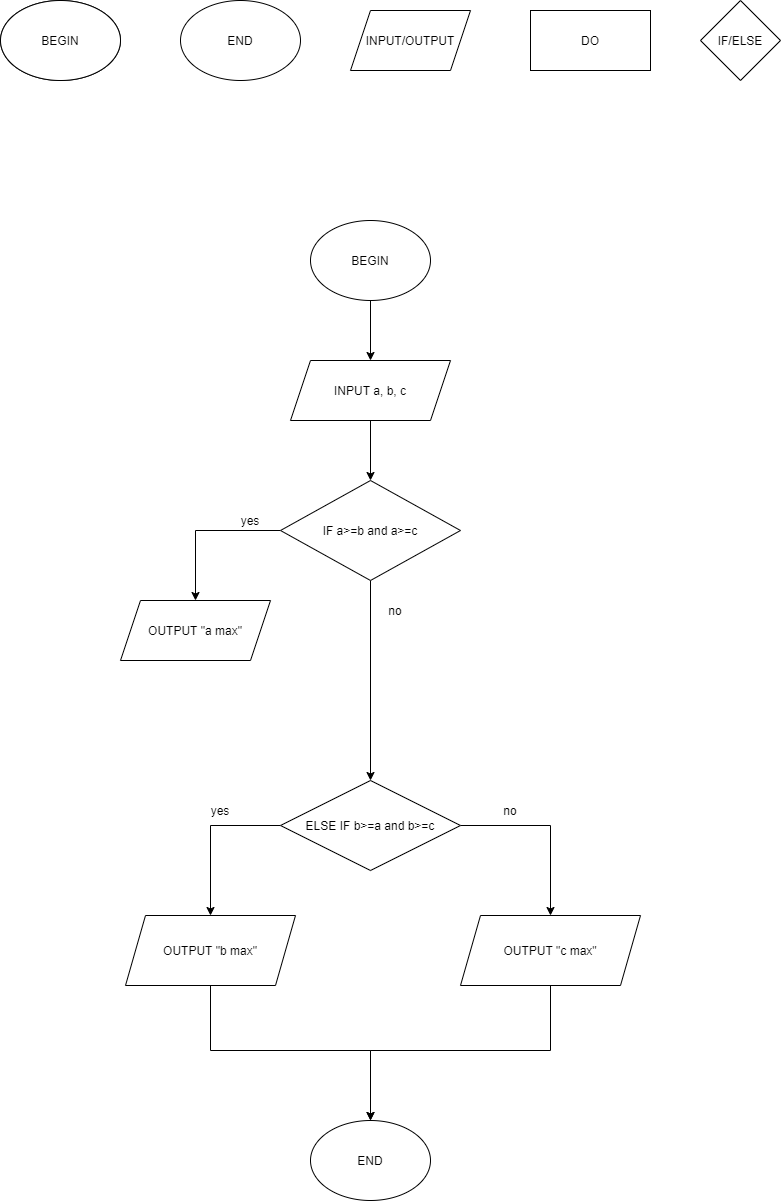 BEGIN
END
INPUT/OUTPUT
DO
IF/ELSE
BEGIN
INPUT a, b, c
IF a>=b and a>=c
yes
no
OUTPUT "a max"
ELSE IF b>=a and b>=c
yes
no
OUTPUT "b max"
OUTPUT "c max"
END